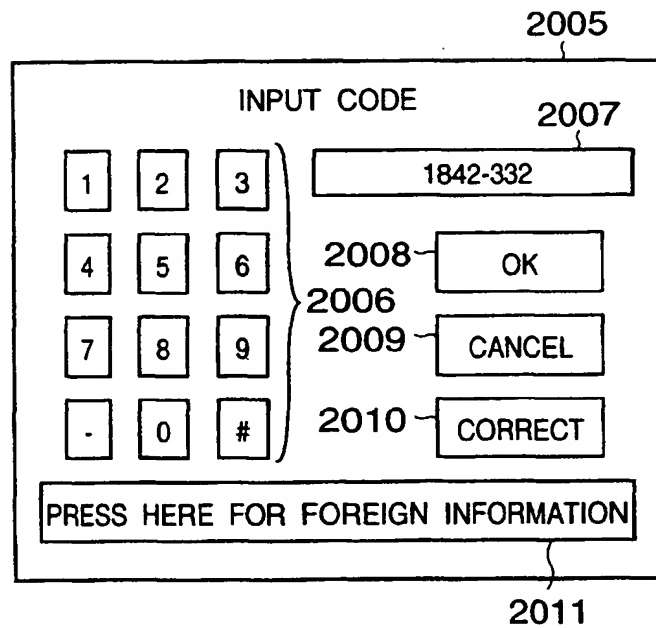 2005
INPUT CODE
2007
1 2 3 1842-332
4 5 6 2008 OK
2006
7 8 9 2009 CANCEL
- 0 # 2010 CORRECT
PRESS HERE FOR FOREIGN INFORMATION
2011